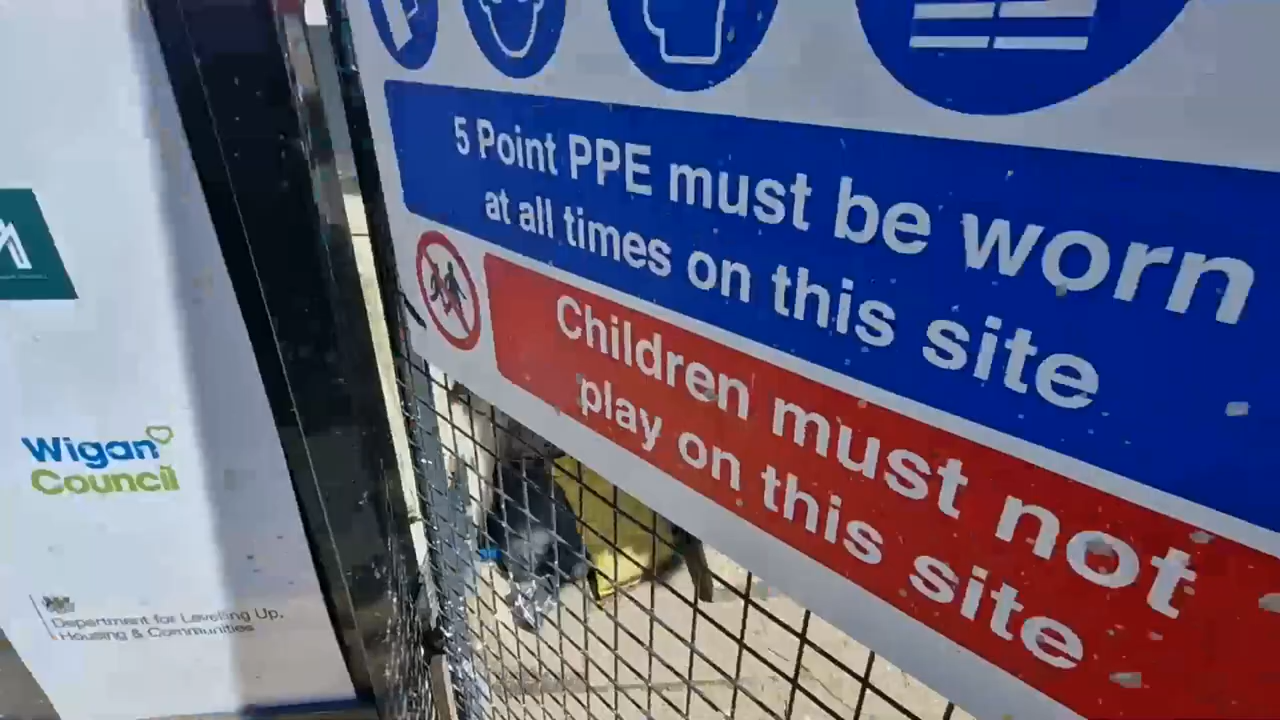 Wigan
Council
Department for Levelling Up,
Housing & Communities
5 Point PPE must be worn
at all times on this site
Children must not
play on this site